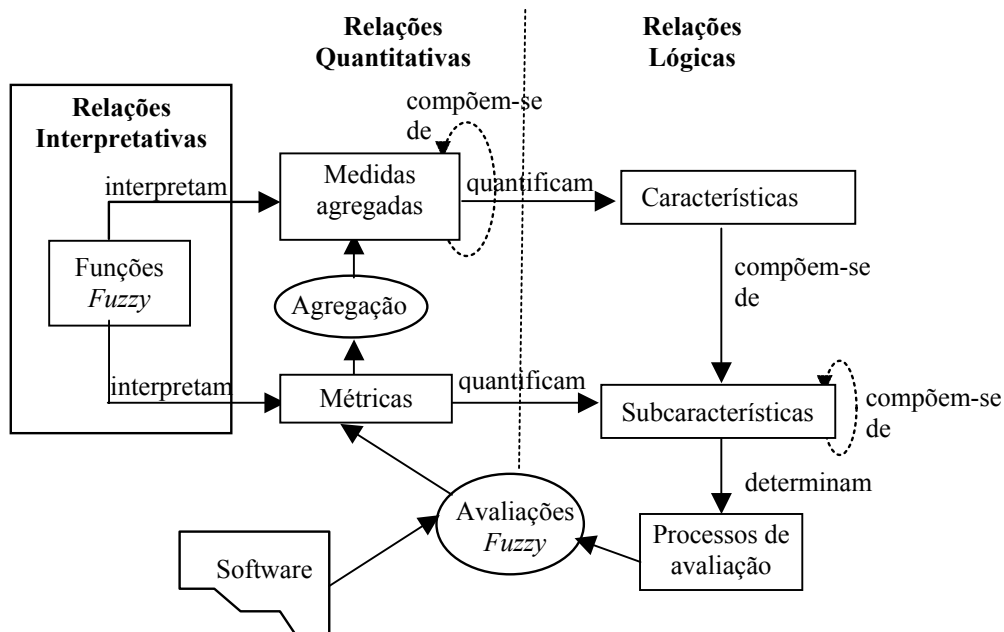 Relações
Quantitativas
Relações
Lógicas
Relações
Interpretativas
compõem-se
de
interpretam
Medidas
agregadas
quantificam
Características
Funções
Fuzzy
compõem-se
de
Agregação
interpretam
Métricas
quantificam
Subcaracterísticas
compõem-se
de
determinam
Avaliações
Fuzzy
Processos de
avaliação
Software